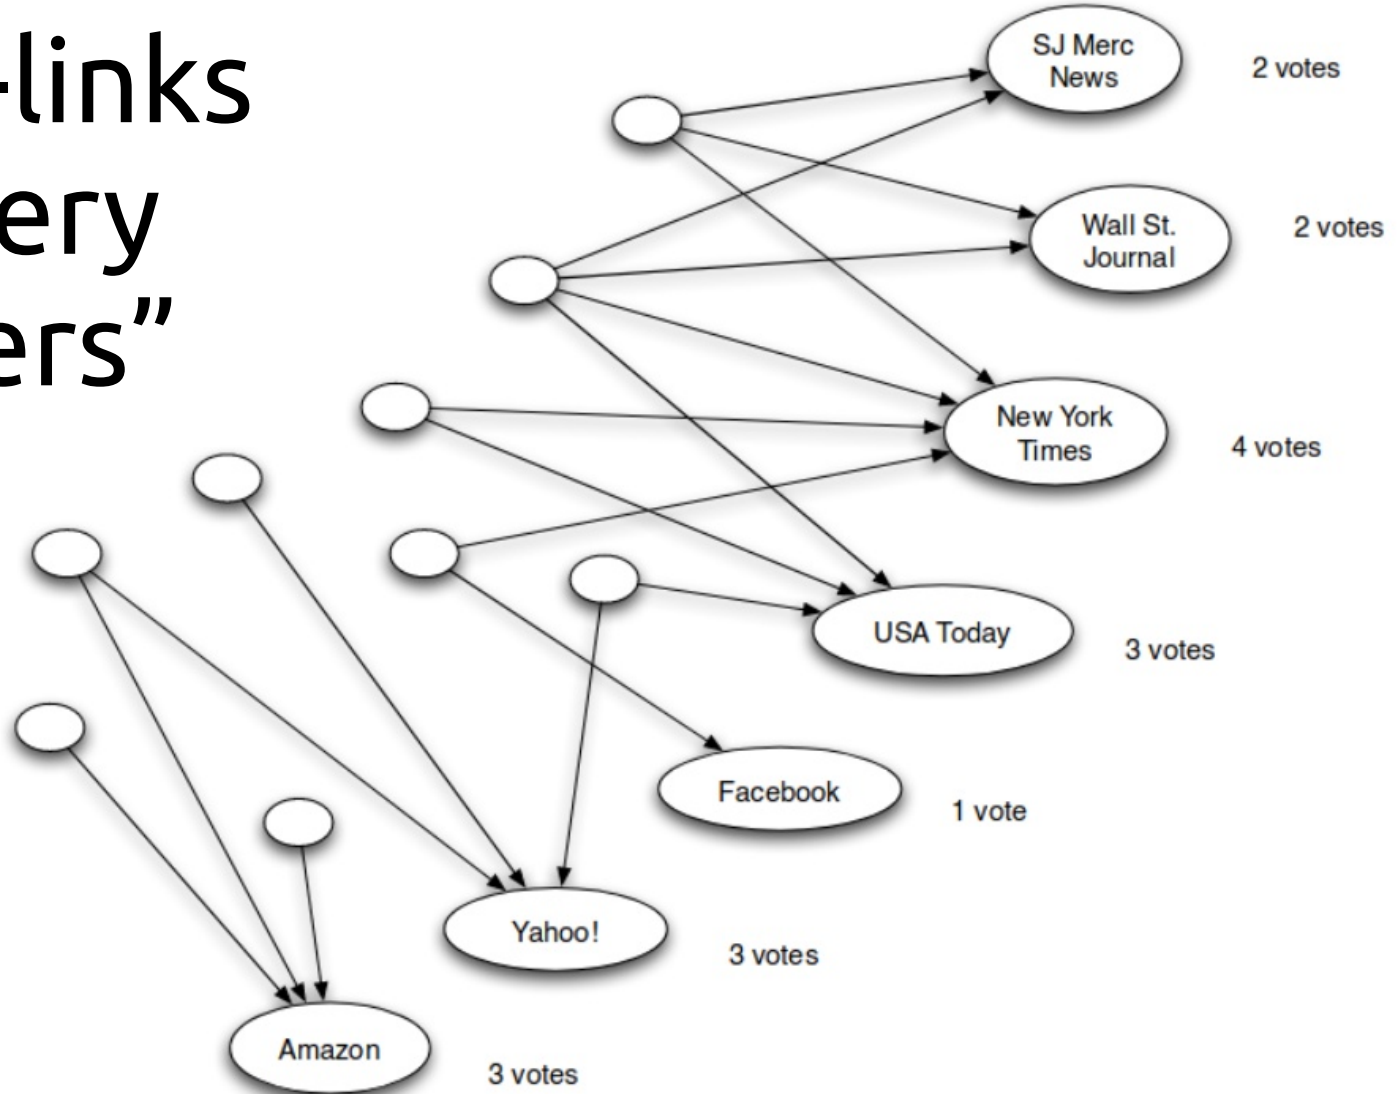 -links
ery
ers”
SJ Merc
News
2 votes
Wall St.
Journal
2 votes
New York
Times
4 votes
USA Today
3 votes
Facebook
1 vote
Yahoo!
3 votes
Amazon
3 votes